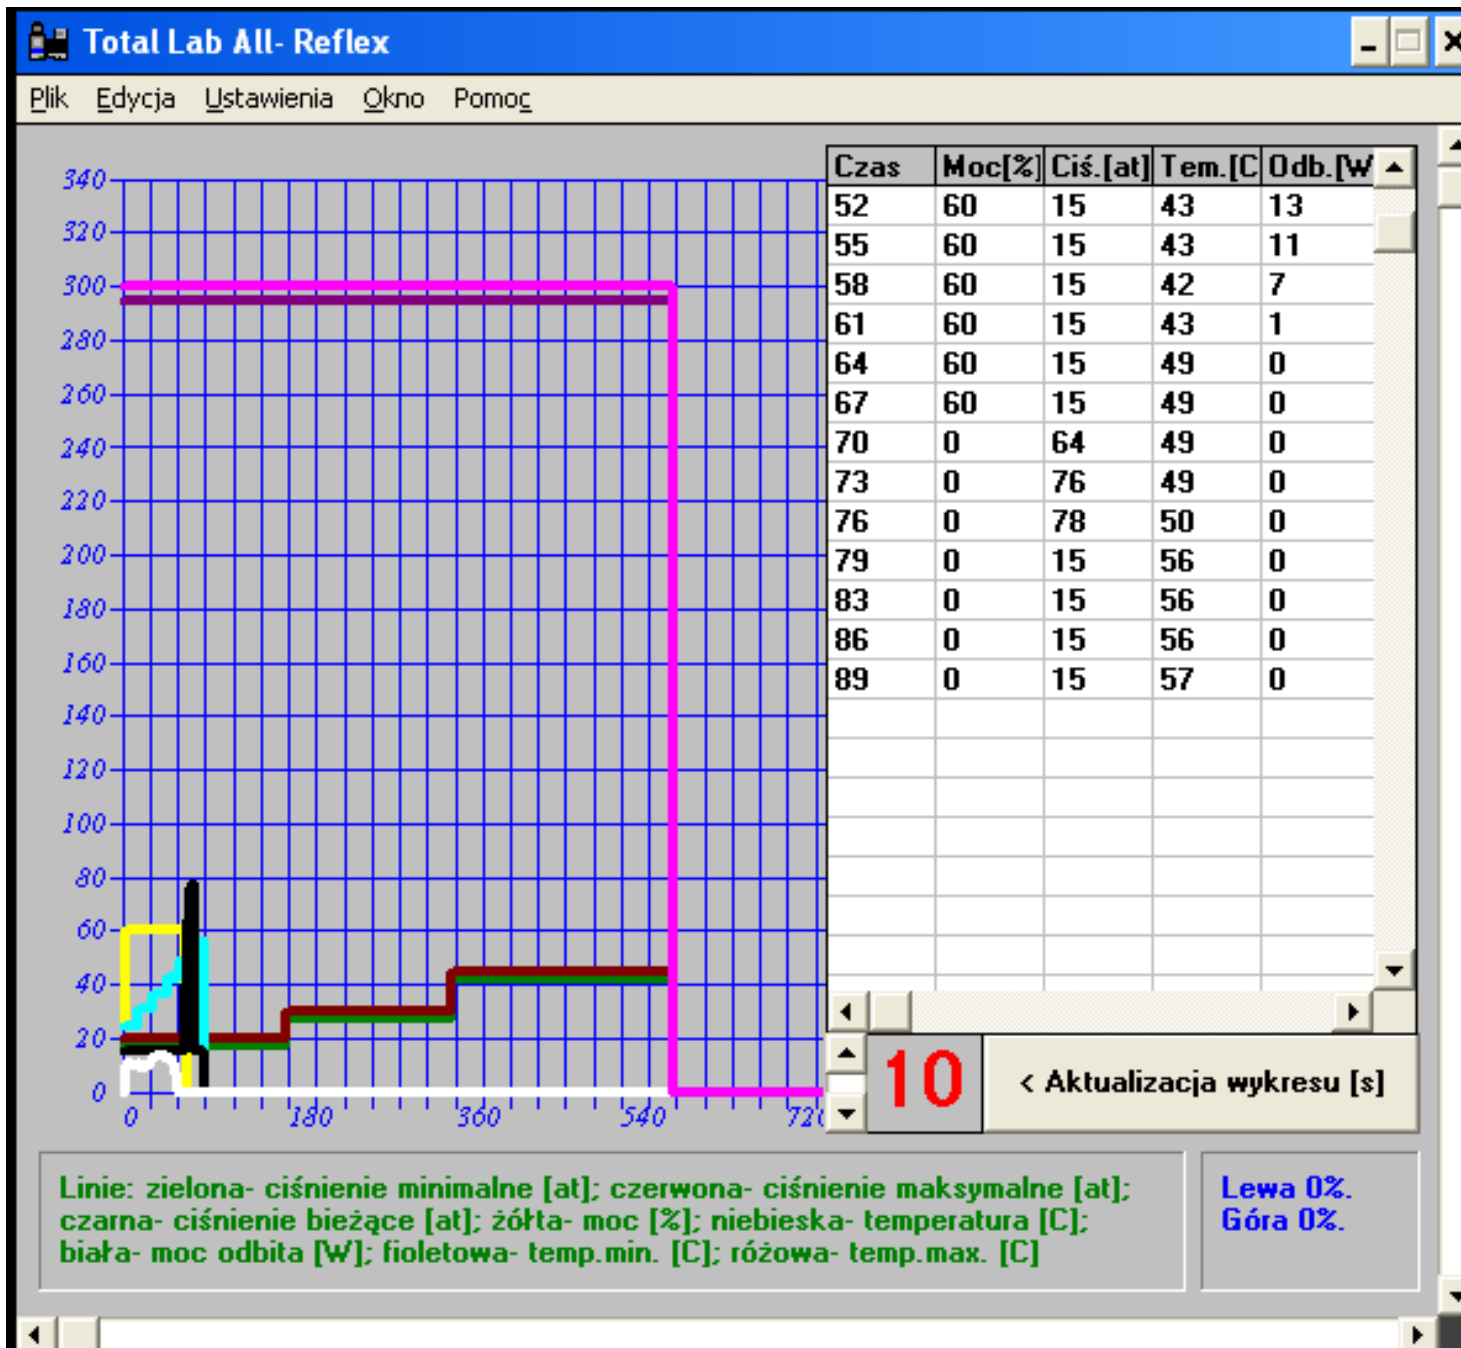 Total Lab All- Reflex
Plik Edycja Ustawienia Okno Pomoc
340
320
300
280
260
240
220
200
180
160
140
120
100
80
60
40
20
0
0 180 360 540 720
Czas Moc[%] Ciś.[at] Tem.[C Odb.[W
52 60 15 43 13
55 60 15 43 11
58 60 15 42 7
61 60 15 43 1
64 60 15 49 0
67 60 15 49 0
70 0 64 49 0
73 0 76 49 0
76 0 78 50 0
79 0 15 56 0
83 0 15 56 0
86 0 15 56 0
89 0 15 57 0
10 < Aktualizacja wykresu [s]
Linie: zielona- ciśnienie minimalne [at]; czerwona- ciśnienie maksymalne [at];
czarna- ciśnienie bieżące [at]; żółta- moc [%]; niebieska- temperatura [C];
biała- moc odbita [W]; fioletowa- temp.min. [C]; różowa- temp.max. [C]
Lewa 0%.
Góra 0%.